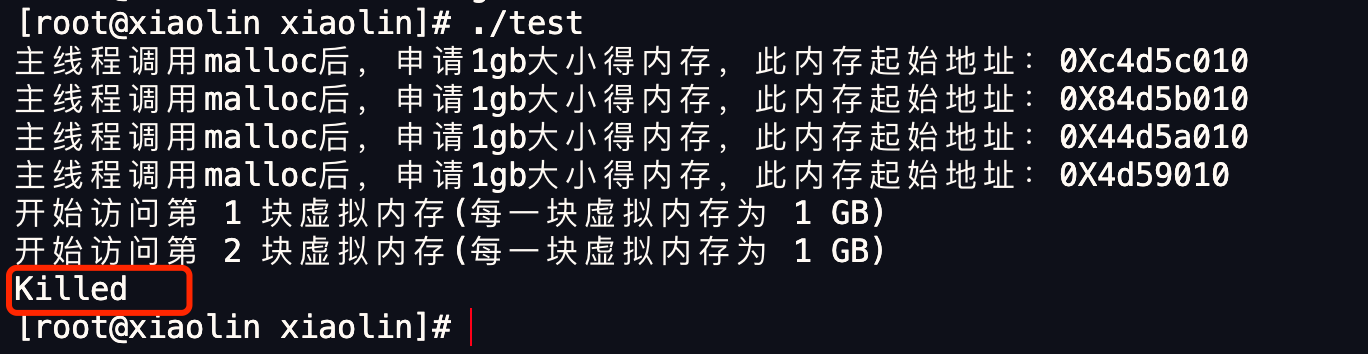 [root@xiaolin xiaolin]# ./test
主线程调用malloc后，申请1gb大小得内存，此内存起始地址：0Xc4d5c010
主线程调用malloc后，申请1gb大小得内存，此内存起始地址：0X84d5b010
主线程调用malloc后，申请1gb大小得内存，此内存起始地址：0X44d5a010
主线程调用malloc后，申请1gb大小得内存，此内存起始地址：0X4d59010
开始访问第 1 块虚拟内存(每一块虚拟内存为 1 GB)
开始访问第 2 块虚拟内存(每一块虚拟内存为 1 GB)
Killed
[root@xiaolin xiaolin]#